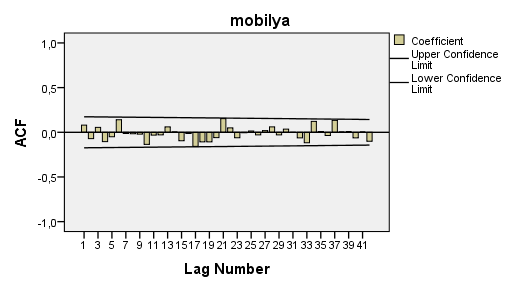 mobilya
1,0
0,5
0,0
-0,5
-1,0
ACF
1 3 5 7 9 11 13 15 17 19 21 23 25 27 29 31 33 35 37 39 41
Lag Number
Coefficient
Upper Confidence
Limit
Lower Confidence
Limit